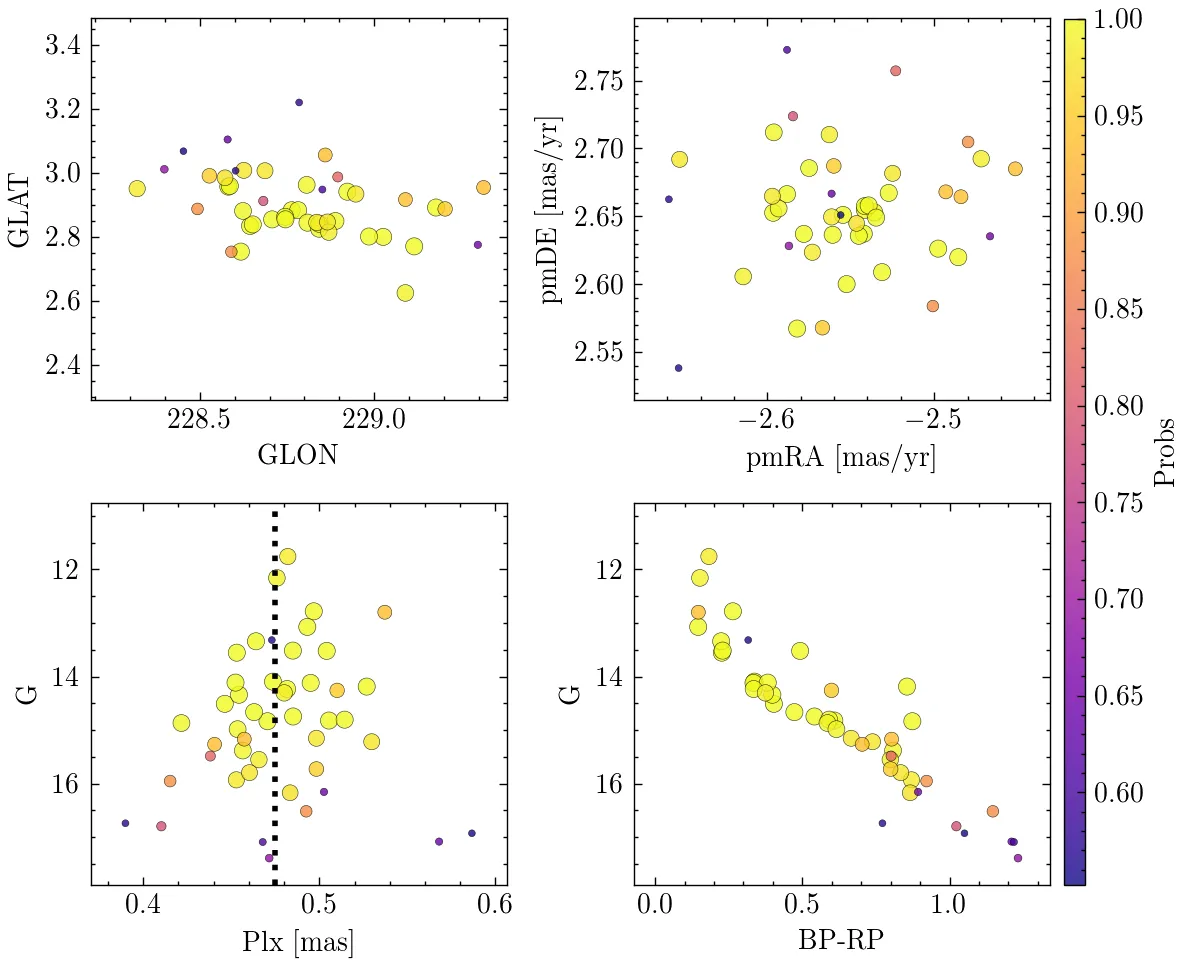 3.4
3.2
3.0
2.8
2.6
2.4
GLAT
228.5 229.0
GLON
2.75
2.70
2.65
2.60
2.55
pmDE [mas/yr]
−2.6 −2.5
pmRA [mas/yr]
1.00
0.95
0.90
0.85
0.80
0.75
0.70
0.65
0.60
Probs
12
14
16
G
0.4 0.5 0.6
Plx [mas]
12
14
16
G
0.0 0.5 1.0
BP-RP